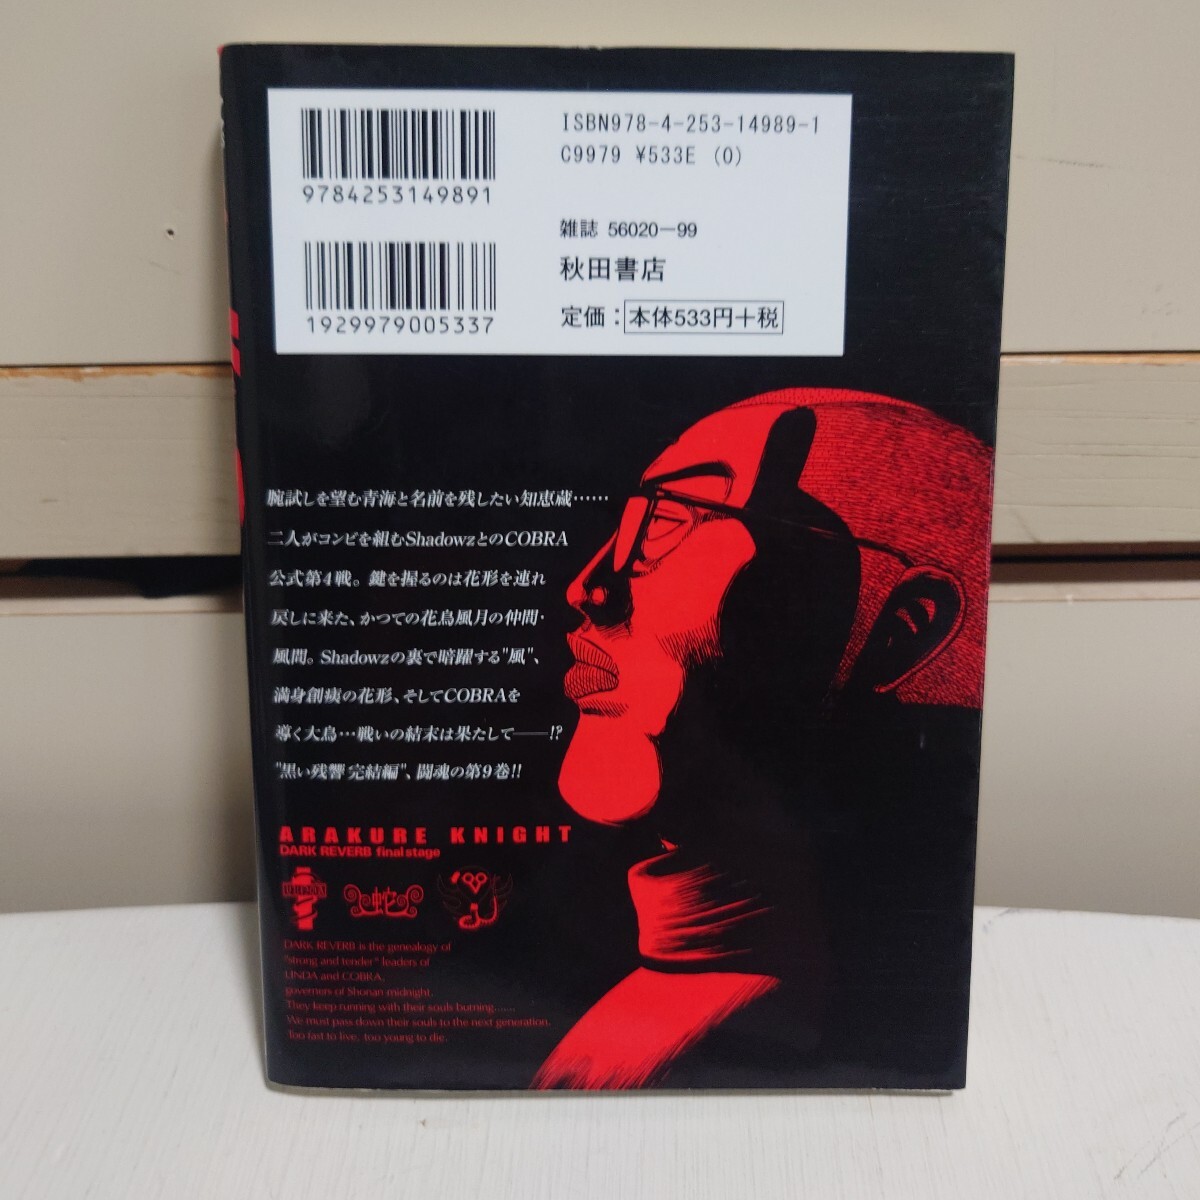 9784253149891
1929979005337
ISBN978-4-253-14989-1
C9979 ¥533E (0)
雑誌 56020-99
秋田書店
定価:本体533円+税
腕試しを望む青海と名前を残したい知恵蔵……
二人がコンビを組むShadowzとのCOBRA
公式第4戦。鍵を握るのは花形を連れ
戻しに来た、かつての花鳥風月の仲間・
風間。Shadowzの裏で暗躍する"風"、
満身創痍の花形、そしてCOBRAを
導く大鳥…戦いの結末は果たして――!?
"黒い残響 完結編"、闘魂の第9巻!!
ARAKURE KNIGHT
DARK REVERB final stage
蛇
DARK REVERB is the genealogy of
"strong and tender" leaders of
LINDA and COBRA,
governers of Shonan midnight.
They keep running with their souls burning......
We must pass down their souls to the next generation.
Too fast to live, too young to die.